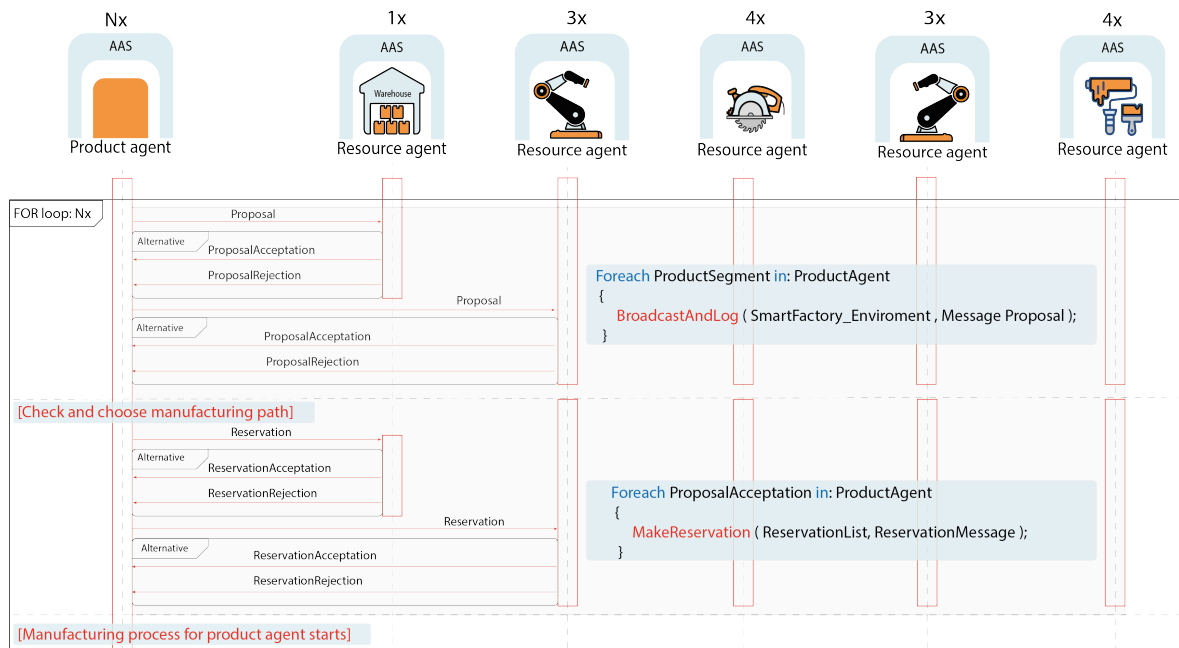 Nx
1x
3x
4x
3x
4x
AAS
AAS
AAS
AAS
AAS
AAS
Warehouse
Product agent
Resource agent
Resource agent
Resource agent
Resource agent
Resource agent
FOR loop: Nx
Proposal
Alternative
ProposalAcceptation
ProposalRejection
Proposal
Alternative
ProposalAcceptation
ProposalRejection
Foreach ProductSegment in: ProductAgent
{
BroadcastAndLog ( SmartFactory_Enviroment , Message Proposal );
}
[Check and choose manufacturing path]
Reservation
Alternative
ReservationAcceptation
ReservationRejection
Reservation
Alternative
ReservationAcceptation
ReservationRejection
Foreach ProposalAcceptation in: ProductAgent
{
MakeReservation ( ReservationList, ReservationMessage );
}
[Manufacturing process for product agent starts]